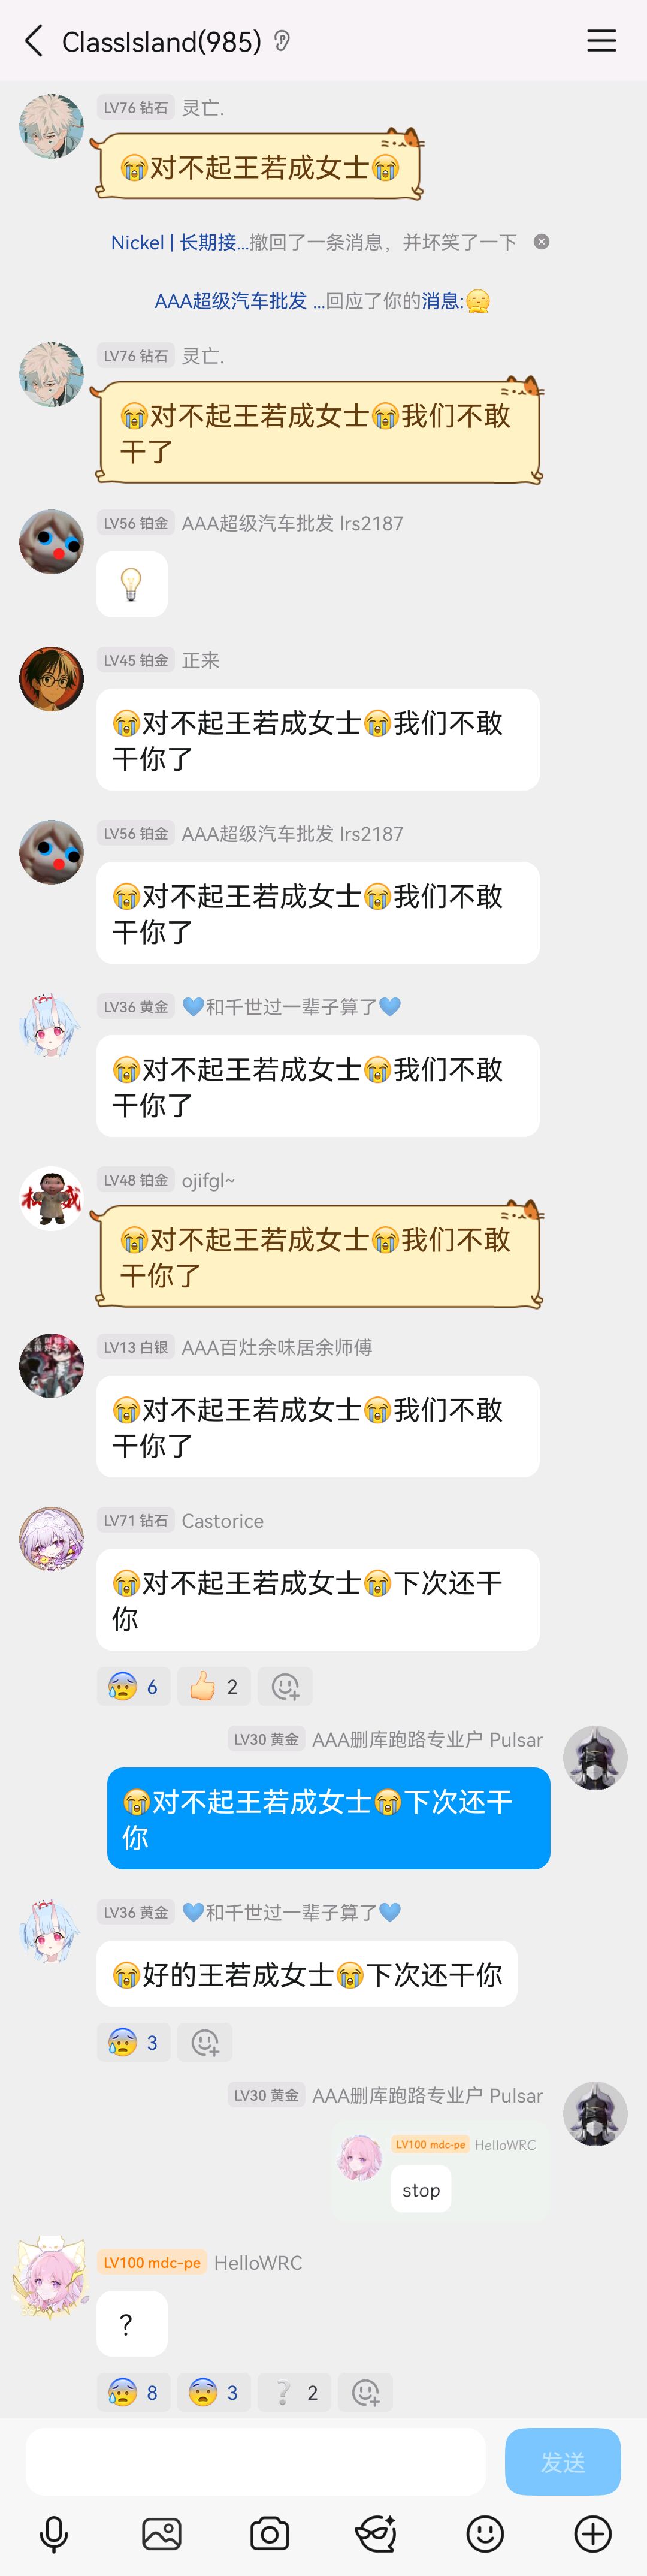 ClassIsland(985)
LV76 钻石 灵亡.
😭对不起王若成女士😭
Nickel | 长期接...撤回了一条消息，并坏笑了一下
AAA超级汽车批发 ...回应了你的消息:
LV76 钻石 灵亡.
😭对不起王若成女士😭我们不敢
干了
LV56 铂金 AAA超级汽车批发 lrs2187
💡
LV45 铂金 正来
😭对不起王若成女士😭我们不敢
干你了
LV56 铂金 AAA超级汽车批发 lrs2187
😭对不起王若成女士😭我们不敢
干你了
LV36 黄金 💙和千世过一辈子算了💙
😭对不起王若成女士😭我们不敢
干你了
LV48 铂金 ojifgl~
😭对不起王若成女士😭我们不敢
干你了
LV13 白银 AAA百灶余味居余师傅
😭对不起王若成女士😭我们不敢
干你了
LV71 钻石 Castorice
😭对不起王若成女士😭下次还干
你
😰 6 👍 2
LV30 黄金 AAA删库跑路专业户 Pulsar
😭对不起王若成女士😭下次还干
你
LV36 黄金 💙和千世过一辈子算了💙
😭好的王若成女士😭下次还干你
😰 3
LV30 黄金 AAA删库跑路专业户 Pulsar
LV100 mdc-pe HelloWRC
stop
LV100 mdc-pe HelloWRC
？
😰 8 😨 3 ❔ 2
发送